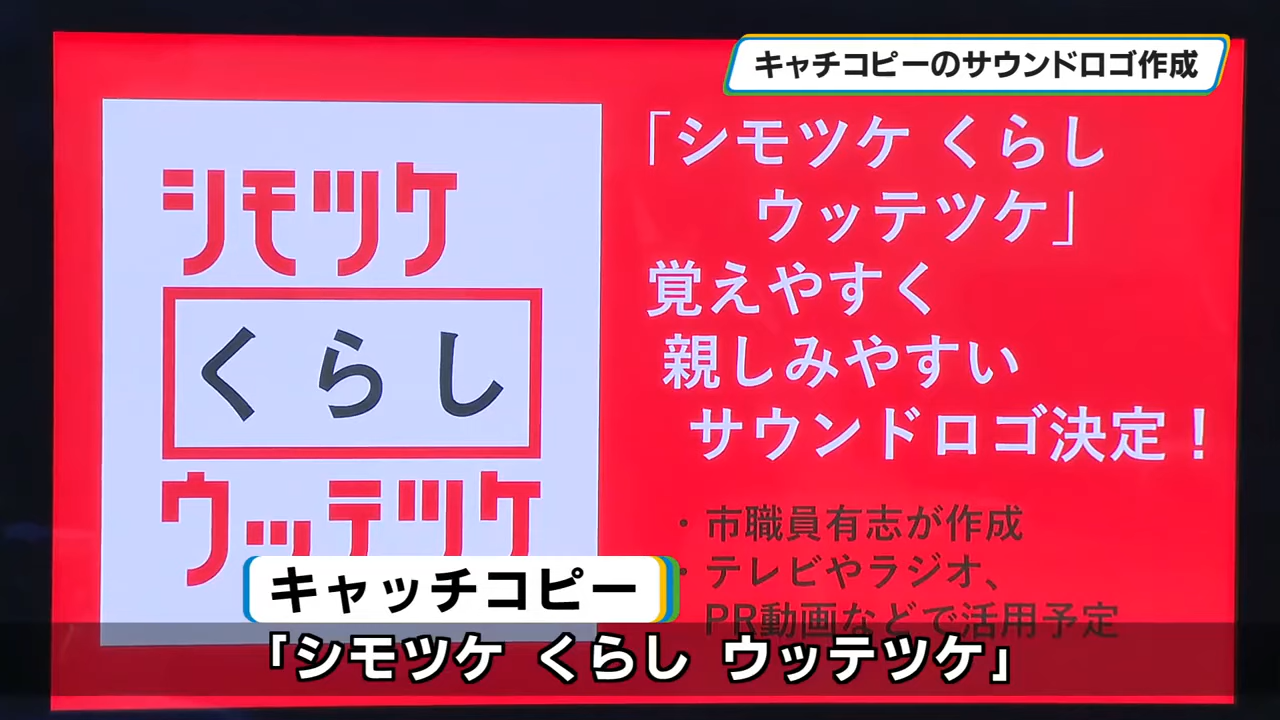 キャチコピーのサウンドロゴ作成
シモツケ
くらし
ウッテツケ
「シモツケ くらし
ウッテツケ」
覚えやすく
親しみやすい
サウンドロゴ決定！
・市職員有志が作成
・テレビやラジオ、
PR動画などで活用予定
キャッチコピー
「シモツケ くらし ウッテツケ」